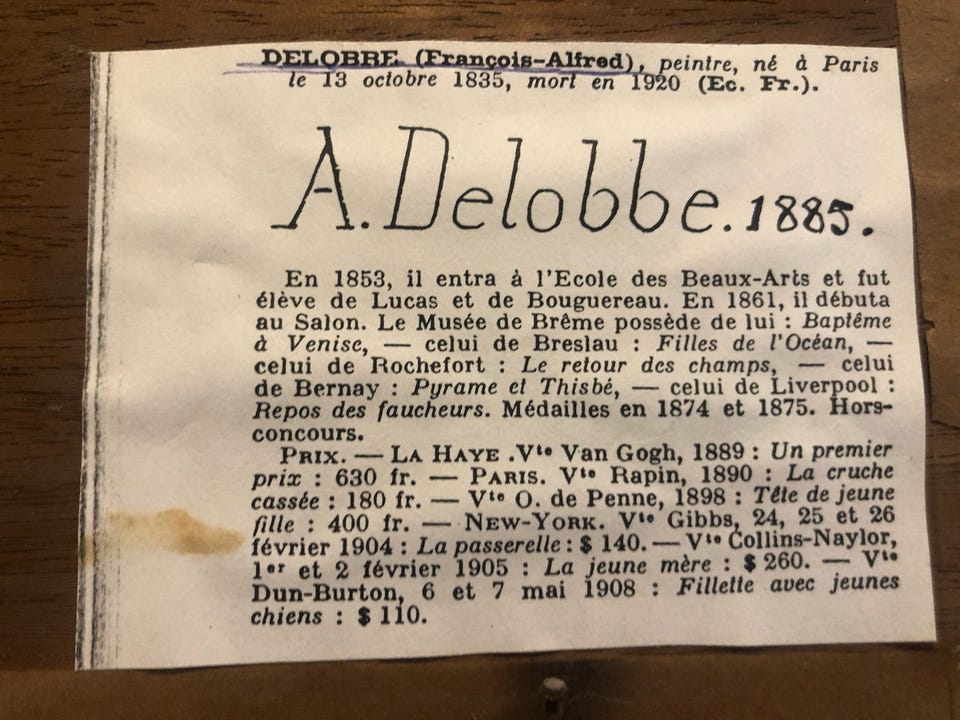 DELOBRE (François-Alfred), peintre, né à Paris
le 13 octobre 1835, mort en 1920 (Ec. Fr.).
A. Delobbe. 1885.
En 1853, il entra à l'Ecole des Beaux-Arts et fut
élève de Lucas et de Bouguereau. En 1861, il débuta
au Salon. Le Musée de Brême possède de lui : Baptême
à Venise, — celui de Breslau : Filles de l'Océan, —
celui de Rochefort : Le retour des champs, — celui
de Bernay : Pyrame et Thisbé, — celui de Liverpool :
Repos des faucheurs. Médailles en 1874 et 1875. Hors-
concours.
PRIX. — LA HAYE .Vte Van Gogh, 1889 : Un premier
prix : 630 fr. — PARIS. Vte Rapin, 1890 : La cruche
cassée : 180 fr. — Vte O. de Penne, 1898 : Tête de jeune
fille : 400 fr. — NEW-YORK. Vte Gibbs, 24, 25 et 26
février 1904 : La passerelle : $ 140. — Vte Collins-Naylor,
1er et 2 février 1905 : La jeune mère : $ 260. — Vte
Dun-Burton, 6 et 7 mai 1908 : Fillette avec jeunes
chiens : $ 110.